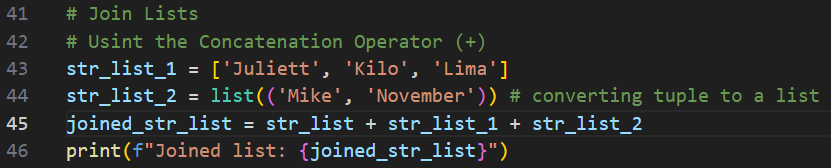 41 # Join Lists
42 # Usint the Concatenation Operator (+)
43 str_list_1 = ['Juliett', 'Kilo', 'Lima']
44 str_list_2 = list(('Mike', 'November')) # converting tuple to a list
45 joined_str_list = str_list + str_list_1 + str_list_2
46 print(f"Joined list: {joined_str_list}")